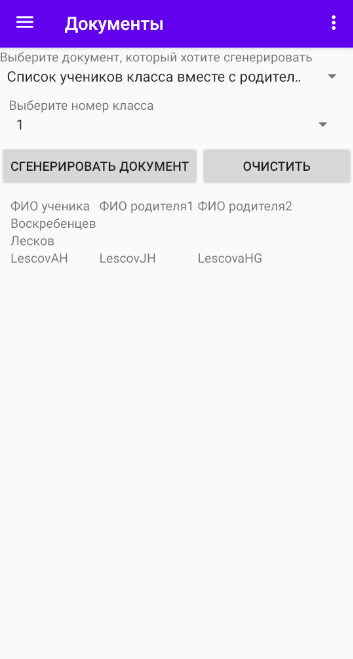 Документы
Выберите документ, который хотите сгенерировать
Список учеников класса вместе с родител..
Выберите номер класса
1
СГЕНЕРИРОВАТЬ ДОКУМЕНТ ОЧИСТИТЬ
ФИО ученика ФИО родителя1 ФИО родителя2
Воскребенцев
Лесков
LescovAH LescovJH LescovaHG